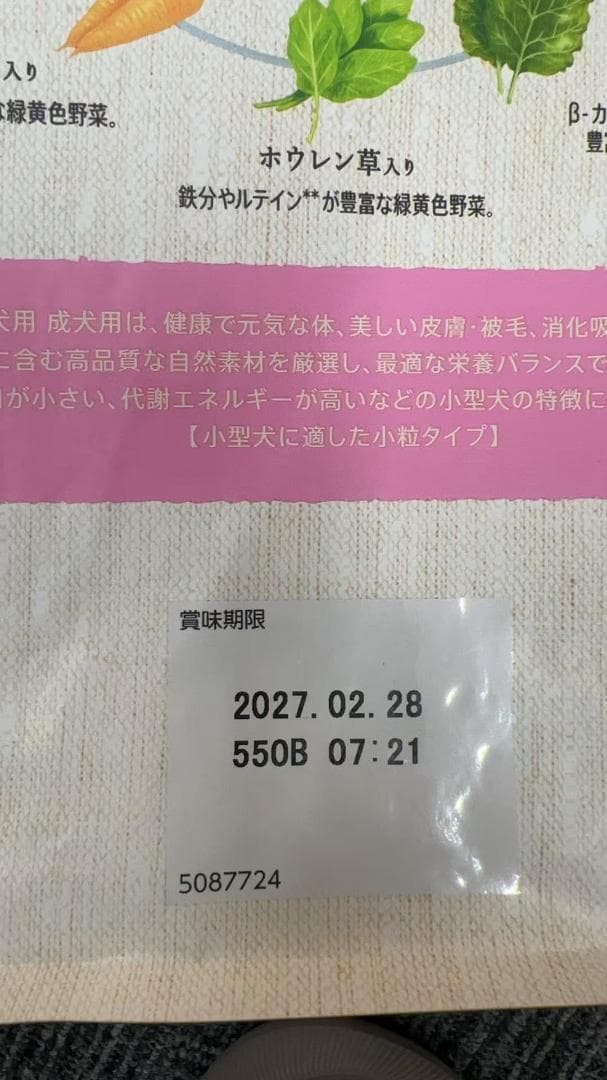 入り
な緑黄色野菜。
ホウレン草入り
鉄分やルテイン**が豊富な緑黄色野菜。
β-カ
豊富
犬用 成犬用は、健康で元気な体、美しい皮膚・被毛、消化吸
に含む高品質な自然素材を厳選し、最適な栄養バランスで
が小さい、代謝エネルギーが高いなどの小型犬の特徴に
【小型犬に適した小粒タイプ】
賞味期限
2027.02.28
550B 07:21
5087724